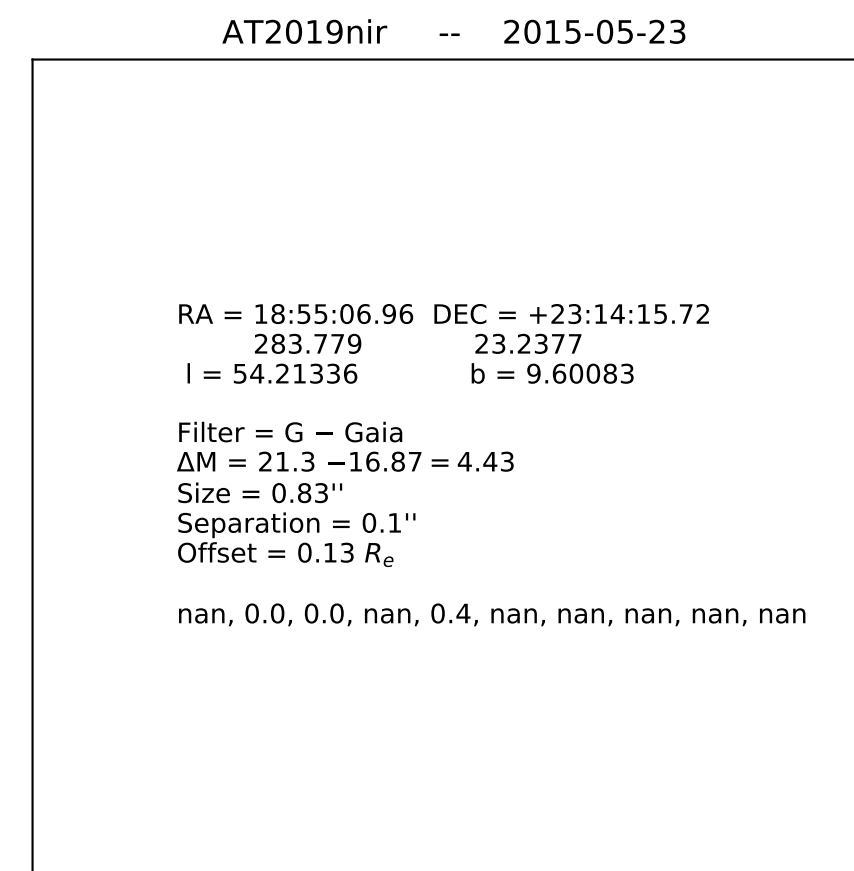 AT2019nir -- 2015-05-23
RA = 18:55:06.96 DEC = +23:14:15.72
283.779 23.2377
l = 54.21336 b = 9.60083
Filter = G − Gaia
ΔM = 21.3 −16.87 = 4.43
Size = 0.83''
Separation = 0.1''
Offset = 0.13 Rₑ
nan, 0.0, 0.0, nan, 0.4, nan, nan, nan, nan, nan